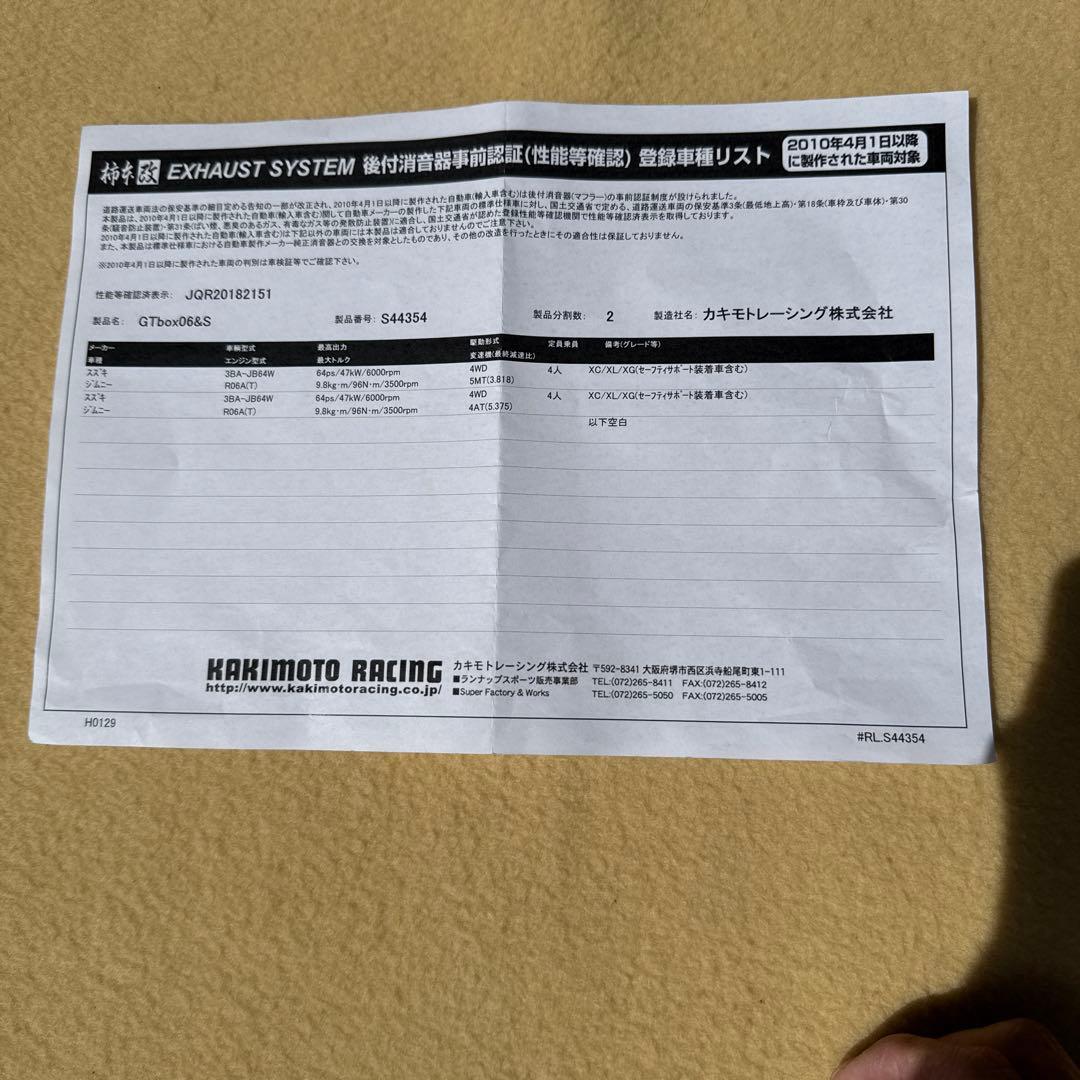 柿本改 EXHAUST SYSTEM 後付消音器事前認証(性能等確認) 登録車種リスト 2010年4月1日以降に製作された車両対象
道路運送車両法の保安基準の細目定める告知の一部が改正され、2010年4月1日以降に製作された自動車(輸入車含む)は後付消音器(マフラー)の事前認証制度が設けられました。
本製品は、2010年4月1日以降に製作された自動車(輸入車含む)関して自動車メーカーの製作した下記車両の標準仕様車に対し、国土交通省で定める、道路運送車両の保安基準3条(最低地上高)・第18条(車枠及び車体)・第30
条(騒音防止装置)・第31条(ばい煙、悪臭のあるガス、有毒なガス等の発散防止装置)に適合し、国土交通省が認めた登録性能等確認機関で性能等確認済表示を取得しております。
2010年4月1日以降に製作された自動車(輸入車含む)は下記以外の車両には本製品は適合しておりませんのでご注意下さい。
また、本製品は標準仕様車における自動車製作メーカー純正消音器との交換を対象としたものであり、その他の改造を行ったときにその適合性は保証しておりません。
※2010年4月1日以降に製作された車両の判別は車検証等でご確認下さい。
性能等確認済表示: JQR20182151
製品名: GTbox06&S 製品番号: S44354 製品分割数: 2 製造社名: カキモトレーシング株式会社
メーカー 車輌型式 最高出力 駆動形式 定員乗員 備考(グレード等)
車種 エンジン型式 最大トルク 変速機(最終減速比)
スズキ 3BA-JB64W 64ps/47kW/6000rpm 4WD 4人 XC/XL/XG(セーフティサポート装着車含む)
ジムニー R06A(T) 9.8kg・m/96N・m/3500rpm 5MT(3.818)
スズキ 3BA-JB64W 64ps/47kW/6000rpm 4WD 4人 XC/XL/XG(セーフティサポート装着車含む)
ジムニー R06A(T) 9.8kg・m/96N・m/3500rpm 4AT(5.375)
以下空白
KAKIMOTO RACING カキモトレーシング株式会社 〒592-8341 大阪府堺市西区浜寺船尾町東1-111
■ランナップスポーツ販売事業部 TEL:(072)265-8411 FAX:(072)265-8412
http://www.kakimotoracing.co.jp/ ■Super Factory & Works TEL:(072)265-5050 FAX:(072)265-5005
H0129 #RL.S44354